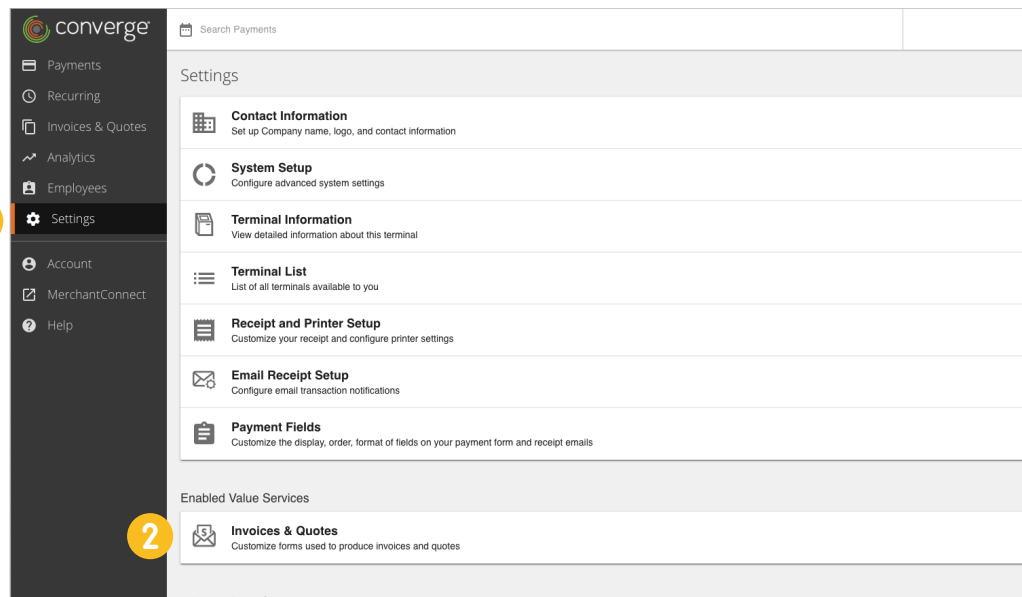 converge
Search Payments
Payments
Recurring
Invoices & Quotes
Analytics
Employees
Settings
Account
MerchantConnect
Help
Settings
Contact Information
Set up Company name, logo, and contact information
System Setup
Configure advanced system settings
Terminal Information
View detailed information about this terminal
Terminal List
List of all terminals available to you
Receipt and Printer Setup
Customize your receipt and configure printer settings
Email Receipt Setup
Configure email transaction notifications
Payment Fields
Customize the display, order, format of fields on your payment form and receipt emails
Enabled Value Services
2
Invoices & Quotes
Customize forms used to produce invoices and quotes